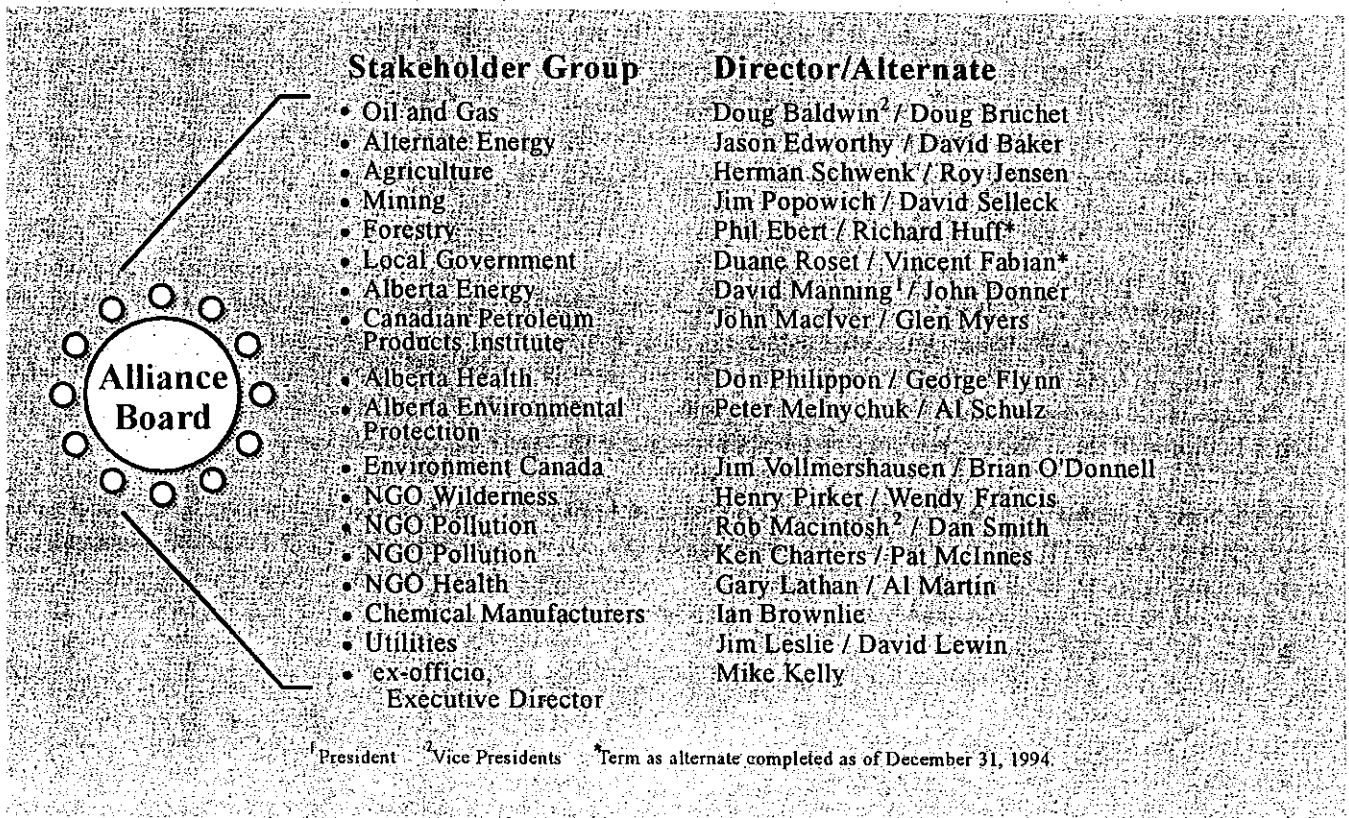 Stakeholder Group Director/Alternate
• Oil and Gas Doug Baldwin² / Doug Bruchet
• Alternate Energy Jason Edworthy / David Baker
• Agriculture Herman Schwenk / Roy Jensen
• Mining Jim Popowich / David Selleck
• Forestry Phil Ebert / Richard Huff*
• Local Government Duane Roset / Vincent Fabian*
• Alberta Energy David Manning¹ / John Donner
• Canadian Petroleum John MacIver / Glen Myers
Products Institute
• Alberta Health Don Philippon / George Flynn
• Alberta Environmental Peter Melnychuk / Al Schulz
Protection
• Environment Canada Jim Vollmershausen / Brian O'Donnell
• NGO Wilderness Henry Pirker / Wendy Francis
• NGO Pollution Rob Macintosh² / Dan Smith
• NGO Pollution Ken Charters / Pat McInnes
• NGO Health Gary Lathan / Al Martin
• Chemical Manufacturers Ian Brownlie
• Utilities Jim Leslie / David Lewin
• ex-officio, Mike Kelly
Executive Director
Alliance
Board
¹President ²Vice Presidents *Term as alternate completed as of December 31, 1994.